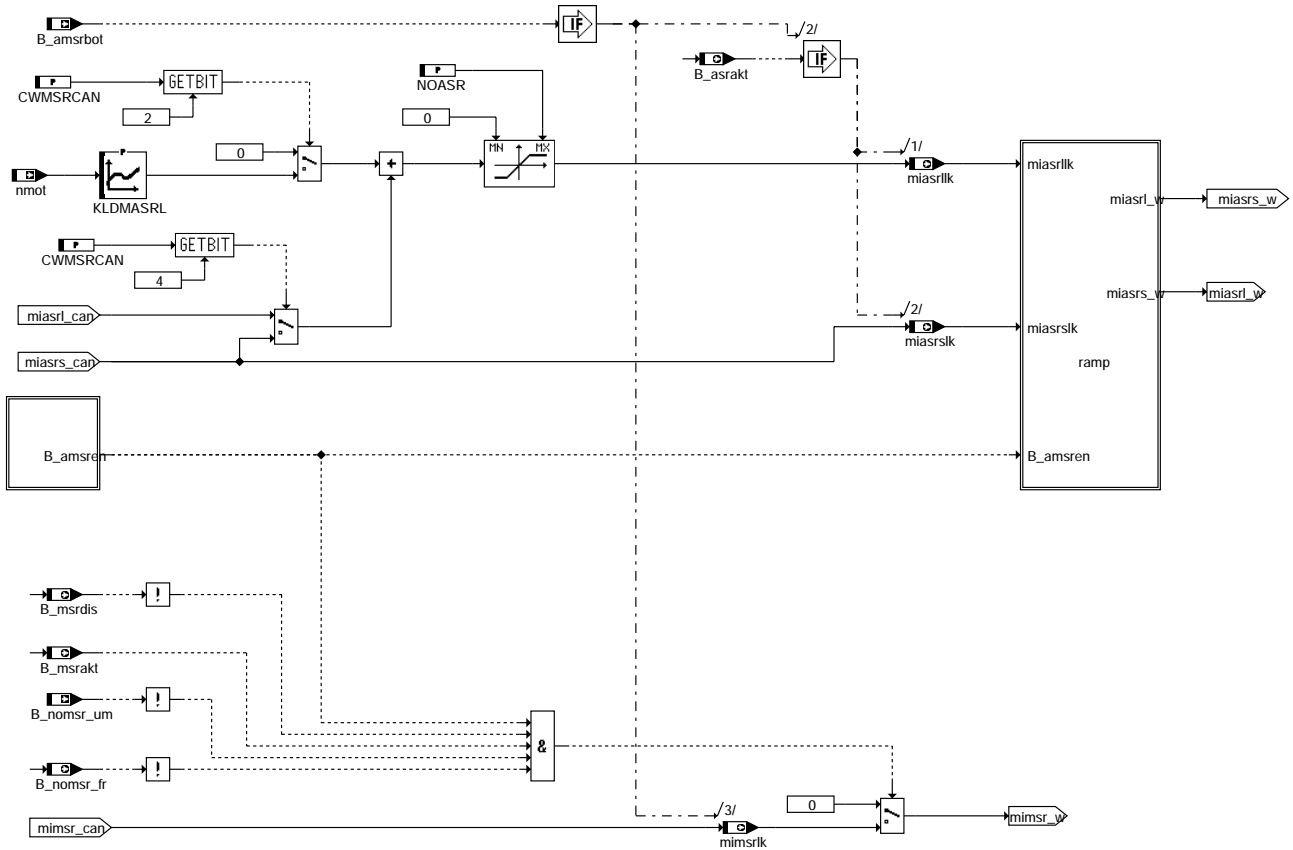 B_amsrbot
IF
/2/
IF
B_asrakt
P
CWMSRCAN
GETBIT
2
P
NOASR
0
MN MX
0
nmot
P
KLDMASRL
+
/1/
miasrllk
miasrllk
miasrl_w
miasrs_w
P
CWMSRCAN
GETBIT
4
miasrl_can
miasrs_can
/2/
miasrslk
miasrslk
miasrs_w
miasrl_w
ramp
B_amsren
B_amsren
B_msrdis
!
B_msrakt
B_nomsr_um
!
&
B_nomsr_fr
!
mimsr_can
/3/
mimsrlk
0
mimsr_w